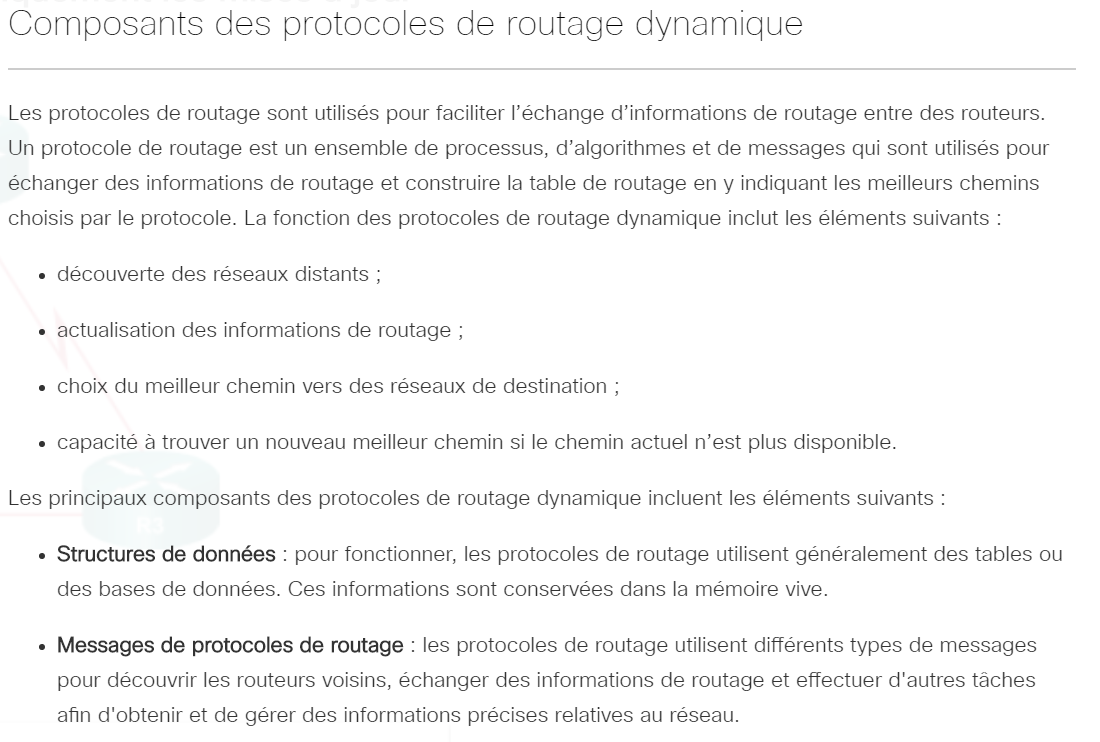 Composants des protocoles de routage dynamique
Les protocoles de routage sont utilisés pour faciliter l’échange d’informations de routage entre des routeurs.
Un protocole de routage est un ensemble de processus, d’algorithmes et de messages qui sont utilisés pour
échanger des informations de routage et construire la table de routage en y indiquant les meilleurs chemins
choisis par le protocole. La fonction des protocoles de routage dynamique inclut les éléments suivants :
• découverte des réseaux distants ;
• actualisation des informations de routage ;
• choix du meilleur chemin vers des réseaux de destination ;
• capacité à trouver un nouveau meilleur chemin si le chemin actuel n’est plus disponible.
Les principaux composants des protocoles de routage dynamique incluent les éléments suivants :
• Structures de données : pour fonctionner, les protocoles de routage utilisent généralement des tables ou
des bases de données. Ces informations sont conservées dans la mémoire vive.
• Messages de protocoles de routage : les protocoles de routage utilisent différents types de messages
pour découvrir les routeurs voisins, échanger des informations de routage et effectuer d'autres tâches
afin d'obtenir et de gérer des informations précises relatives au réseau.